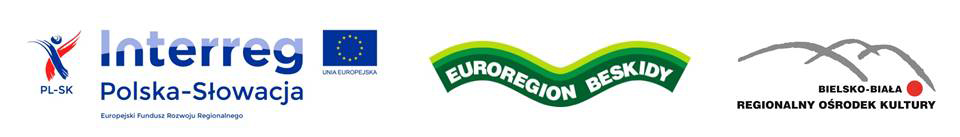 PL-SK
Interreg
Polska-Słowacja
Europejski Fundusz Rozwoju Regionalnego
UNIA EUROPEJSKA
EUROREGION BESKIDY
BIELSKO-BIAŁA
REGIONALNY OŚRODEK KULTURY